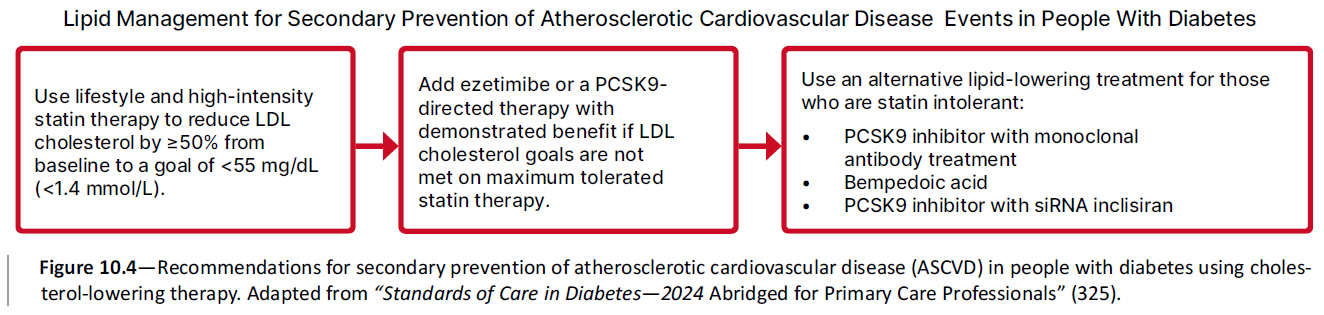 Lipid Management for Secondary Prevention of Atherosclerotic Cardiovascular Disease Events in People With Diabetes
Use lifestyle and high-intensity
statin therapy to reduce LDL
cholesterol by ≥50% from
baseline to a goal of <55 mg/dL
(<1.4 mmol/L).
Add ezetimibe or a PCSK9-
directed therapy with
demonstrated benefit if LDL
cholesterol goals are not
met on maximum tolerated
statin therapy.
Use an alternative lipid-lowering treatment for those
who are statin intolerant:
• PCSK9 inhibitor with monoclonal
antibody treatment
• Bempedoic acid
• PCSK9 inhibitor with siRNA inclisiran
Figure 10.4—Recommendations for secondary prevention of atherosclerotic cardiovascular disease (ASCVD) in people with diabetes using choles-
terol-lowering therapy. Adapted from “Standards of Care in Diabetes—2024 Abridged for Primary Care Professionals” (325).